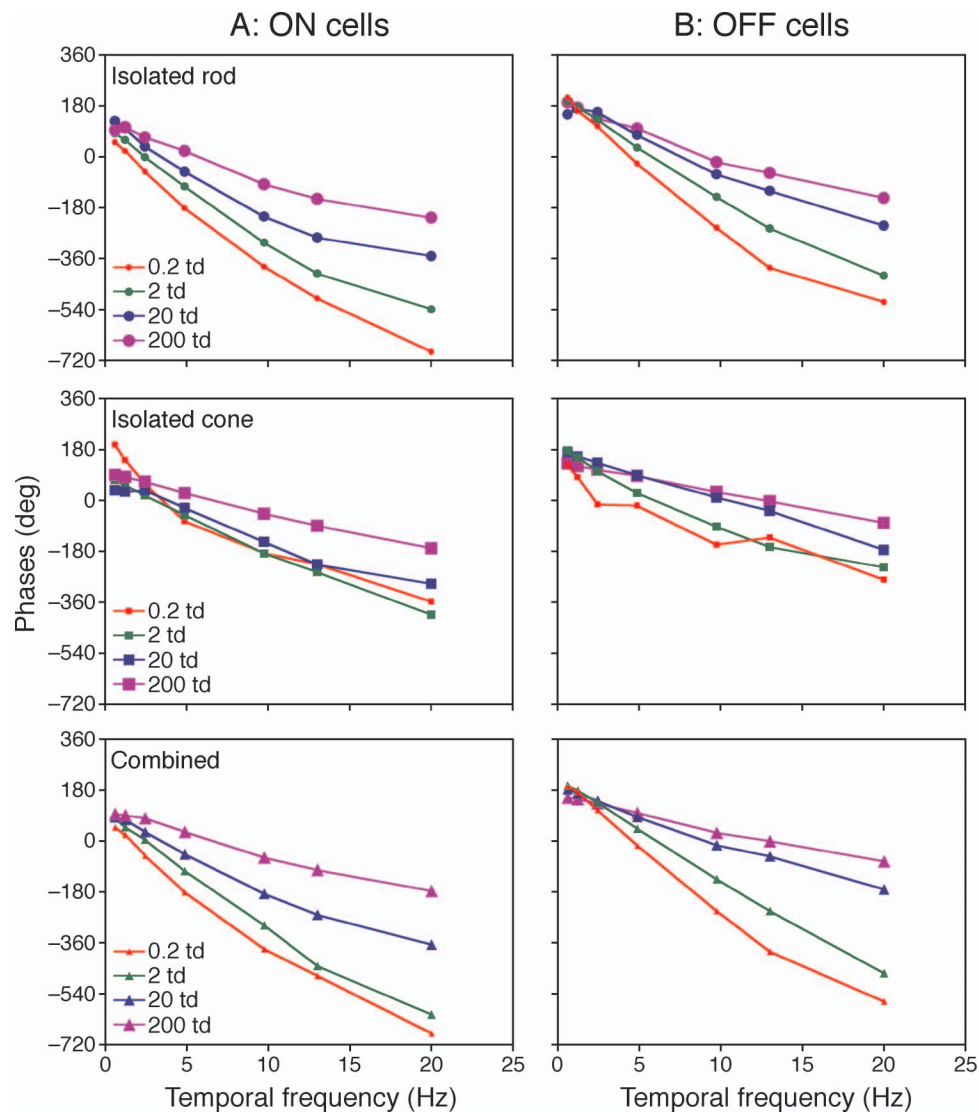 A: ON cells
B: OFF cells
360
180
0
–180
–360
–540
–720
Isolated rod
0.2 td
2 td
20 td
200 td
360
180
0
–180
–360
–540
–720
Isolated cone
0.2 td
2 td
20 td
200 td
Phases (deg)
360
180
0
–180
–360
–540
–720
Combined
0.2 td
2 td
20 td
200 td
0 5 10 15 20 25
0 5 10 15 20 25
Temporal frequency (Hz)
Temporal frequency (Hz)